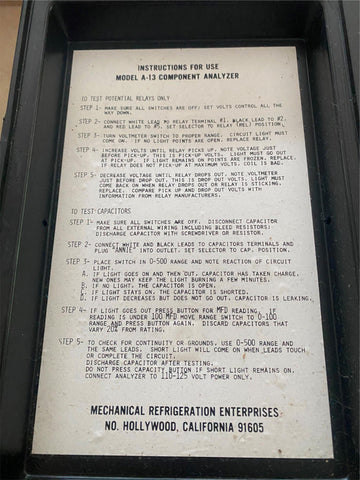 INSTRUCTIONS FOR USE
MODEL A-13 COMPONENT ANALYZER
TO TEST POTENTIAL RELAYS ONLY
STEP 1- MAKE SURE ALL SWITCHES ARE OFF; SET VOLTS CONTROL ALL THE
WAY DOWN.
STEP 2- CONNECT WHITE LEAD TO RELAY TERMINAL #1, BLACK LEAD TO #2,
AND RED LEAD TO #5. SET SELECTOR TO RELAY (REL) POSITION.
STEP 3- TURN VOLTMETER SWITCH TO PROPER RANGE. CIRCUIT LIGHT MUST
COME ON. IF NO LIGHT POINTS ARE OPEN. REPLACE RELAY.
STEP 4- INCREASE VOLTS UNTIL RELAY PICKS UP. NOTE VOLTAGE JUST
BEFORE PICK-UP, THIS IS PICK-UP VOLTS. LIGHT MUST GO OUT
AT PICK-UP. IF LIGHT REMAINS ON POINTS ARE FROZEN. REPLACE.
IF RELAY DOES NOT PICK-UP AT MAXIMUM VOLTS, COIL IS BAD.
STEP 5- DECREASE VOLTAGE UNTIL RELAY DROPS OUT. NOTE VOLTMETER
JUST BEFORE DROP OUT. THIS IS DROP OUT VOLTS. LIGHT MUST
COME BACK ON WHEN RELAY DROPS OUT OR RELAY IS STICKING.
REPLACE. COMPARE PICK UP AND DROP OUT VOLTS WITH
INFORMATION FROM RELAY MANUFACTURERS.
TO TEST CAPACITORS
STEP 1- MAKE SURE ALL SWITCHES ARE OFF. DISCONNECT CAPACITOR
FROM ALL EXTERNAL WIRING INCLUDING BLEED RESISTORS;
DISCHARGE CAPACITOR WITH SCREWDRIVER OR RESISTOR.
STEP 2- CONNECT WHITE AND BLACK LEADS TO CAPACITORS TERMINALS AND
PLUG "ANNIE" INTO OUTLET. SET SELECTOR TO CAP. POSITION.
STEP 3- PLACE SWITCH IN 0-500 RANGE AND NOTE REACTION OF CIRCUIT
LIGHT.
A. IF LIGHT GOES ON AND THEN OUT, CAPACITOR HAS TAKEN CHARGE.
NEW ONES MAY KEEP THE LIGHT BURNING A FEW MINUTES.
B. IF NO LIGHT, THE CAPACITOR IS OPEN.
C. IF LIGHT STAYS ON, THE CAPACITOR IS SHORTED.
D. IF LIGHT DECREASES BUT DOES NOT GO OUT, CAPACITOR IS LEAKING.
STEP 4- IF LIGHT GOES OUT PRESS BUTTON FOR MFD READING. IF
READING IS UNDER 100 MFD MOVE RANGE SWITCH TO 0-100
RANGE AND PRESS BUTTON AGAIN. DISCARD CAPACITORS THAT
VARY 20% FROM RATING.
STEP 5- TO CHECK FOR CONTINUITY OR GROUNDS, USE 0-500 RANGE AND
THE SAME LEADS. SHORT LIGHT WILL COME ON WHEN LEADS TOUCH
OR COMPLETE THE CIRCUIT.
DISCHARGE CAPACITOR AFTER TESTING.
DO NOT PRESS CAPACITY BUTTON IF SHORT LIGHT REMAINS ON.
CONNECT ANALYZER TO 110-125 VOLT POWER ONLY.
MECHANICAL REFRIGERATION ENTERPRISES
NO. HOLLYWOOD, CALIFORNIA 91605